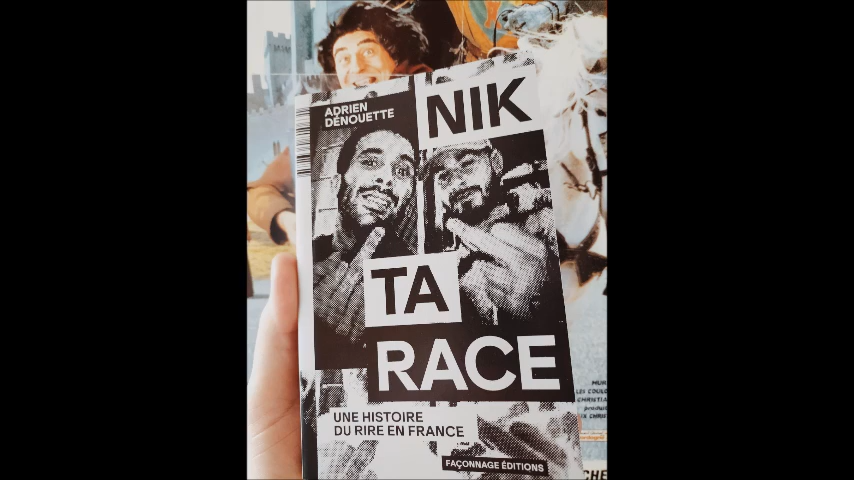 ADRIEN
DÉNOUETTE
NIK
TA
RACE
UNE HISTOIRE
DU RIRE EN FRANCE
FAÇONNAGE ÉDITIONS